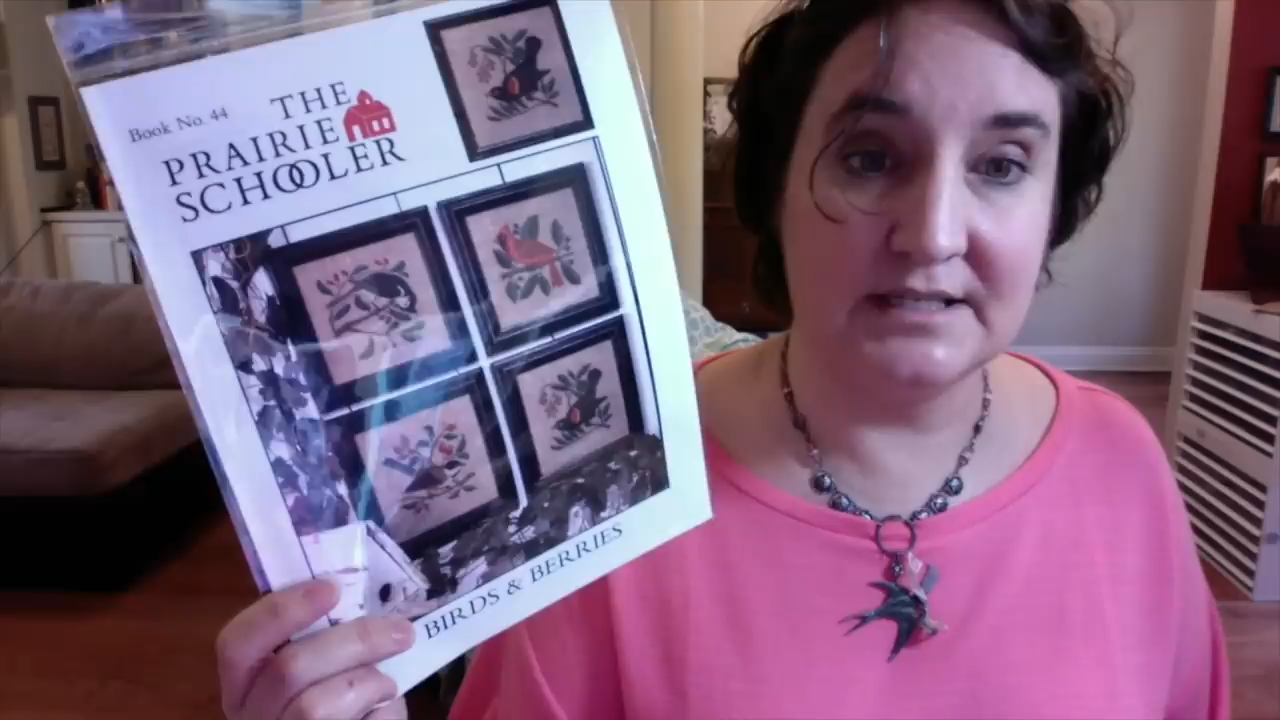 Book No. 44
THE
PRAIRIE
SCHOOLER
BIRDS & BERRIES